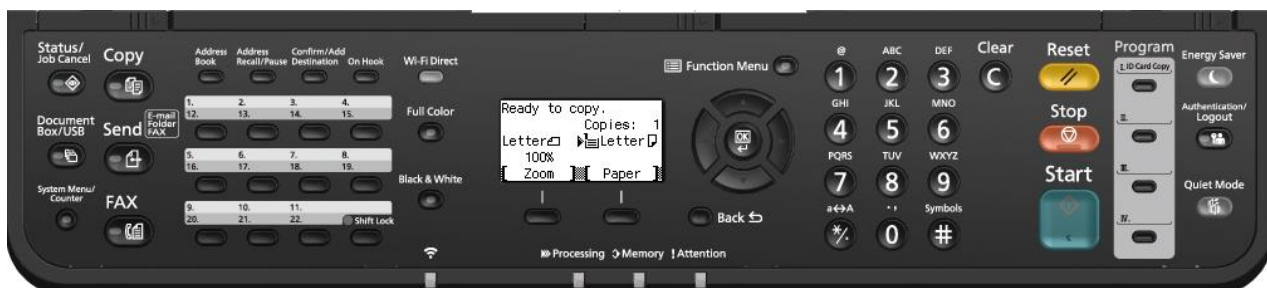 Status/
Job Cancel
Copy
Document
Box/USB
Send
E-mail
Folder
FAX
System Menu/
Counter
FAX
Address
Book
Address
Recall/Pause
Confirm/Add
Destination
On Hook
1. 2. 3. 4.
12. 13. 14. 15.
5. 6. 7. 8.
16. 17. 18. 19.
9. 10. 11.
20. 21. 22. Shift Lock
Wi-Fi Direct
Full Color
Black & White
Ready to copy.
Copies: 1
Letter Letter
100%
[ Zoom ] [ Paper ]
Function Menu
OK
Back
Processing Memory Attention
@ ABC DEF
1 2 3
GHI JKL MNO
4 5 6
PQRS TUV WXYZ
7 8 9
a↔A Symbols
*/. 0 #
Clear
C
Reset
Stop
Start
Program
I. ID Card Copy
II.
III.
IV.
Energy Saver
Authentication/
Logout
Quiet Mode